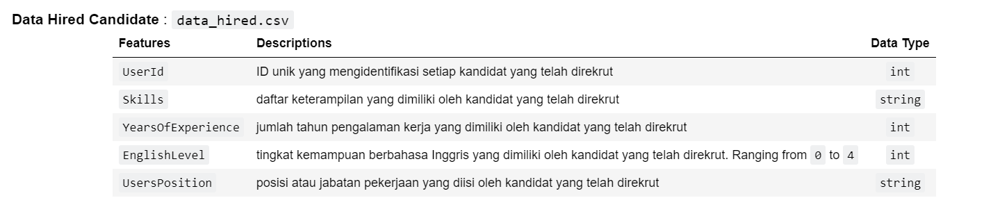 Data Hired Candidate : data_hired.csv
Features Descriptions Data Type
UserId ID unik yang mengidentifikasi setiap kandidat yang telah direkrut int
Skills daftar keterampilan yang dimiliki oleh kandidat yang telah direkrut string
YearsOfExperience jumlah tahun pengalaman kerja yang dimiliki oleh kandidat yang telah direkrut int
EnglishLevel tingkat kemampuan berbahasa Inggris yang dimiliki oleh kandidat yang telah direkrut. Ranging from 0 to 4 int
UsersPosition posisi atau jabatan pekerjaan yang diisi oleh kandidat yang telah direkrut string